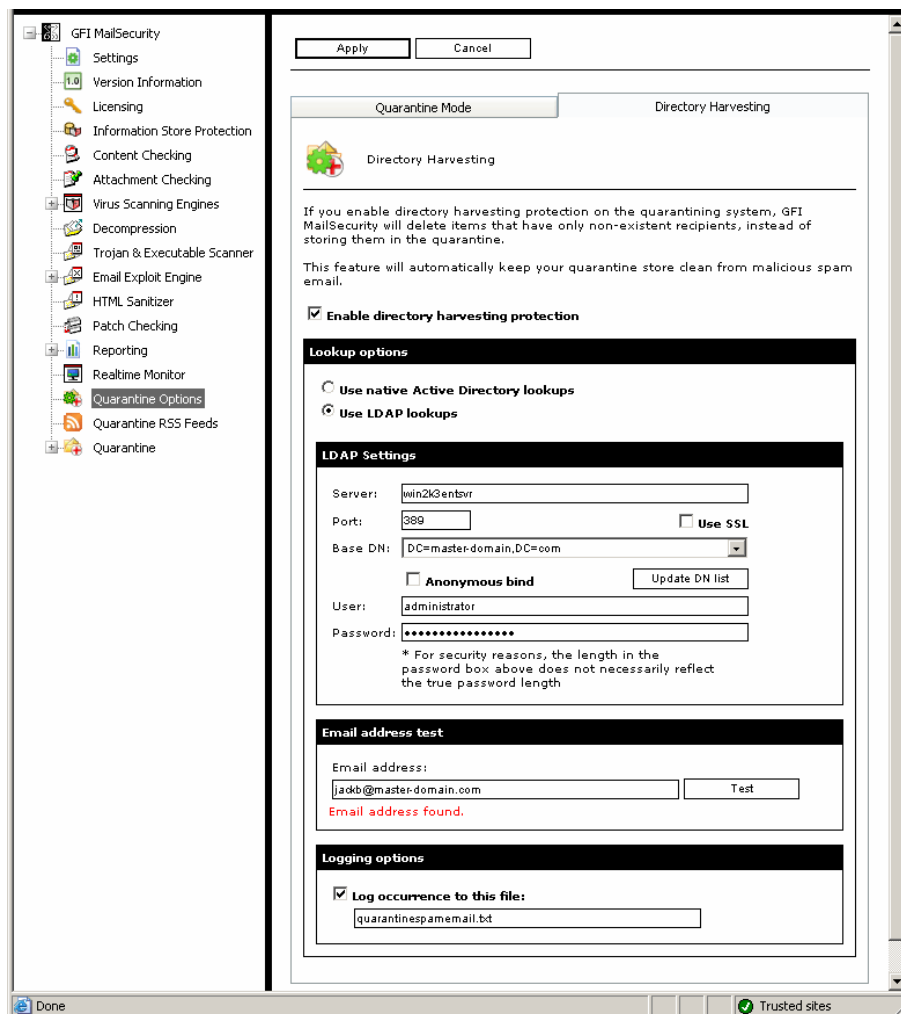 GFI MailSecurity
Settings
1.0 Version Information
Licensing
Information Store Protection
Content Checking
Attachment Checking
Virus Scanning Engines
Decompression
Trojan & Executable Scanner
Email Exploit Engine
HTML Sanitizer
Patch Checking
Reporting
Realtime Monitor
Quarantine Options
Quarantine RSS Feeds
Quarantine
Apply Cancel
Quarantine Mode Directory Harvesting
Directory Harvesting
If you enable directory harvesting protection on the quarantining system, GFI
MailSecurity will delete items that have only non-existent recipients, instead of
storing them in the quarantine.
This feature will automatically keep your quarantine store clean from malicious spam
email.
Enable directory harvesting protection
Lookup options
Use native Active Directory lookups
Use LDAP lookups
LDAP Settings
Server: win2k3entsvr
Port: 389 Use SSL
Base DN: DC=master-domain,DC=com
Anonymous bind Update DN list
User: administrator
Password: ••••••••••••••••
* For security reasons, the length in the
password box above does not necessarily reflect
the true password length
Email address test
Email address:
jackb@master-domain.com Test
Email address found.
Logging options
Log occurrence to this file:
quarantinespamemail.txt
Done Trusted sites